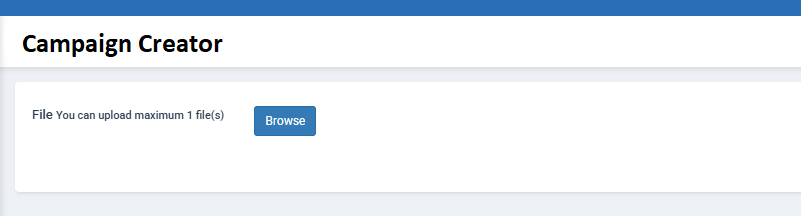 Campaign Creator
File You can upload maximum 1 file(s)
Browse